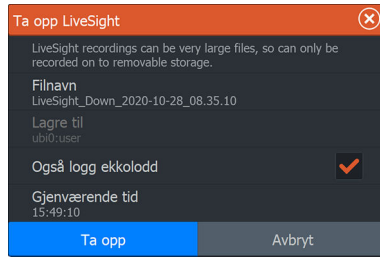 Ta opp LiveSight
LiveSight recordings can be very large files, so can only be
recorded on to removable storage.
Filnavn
LiveSight_Down_2020-10-28_08.35.10
Lagre til
ubi0:user
Også logg ekkolodd
Gjenværende tid
15:49:10
Ta opp
Avbryt